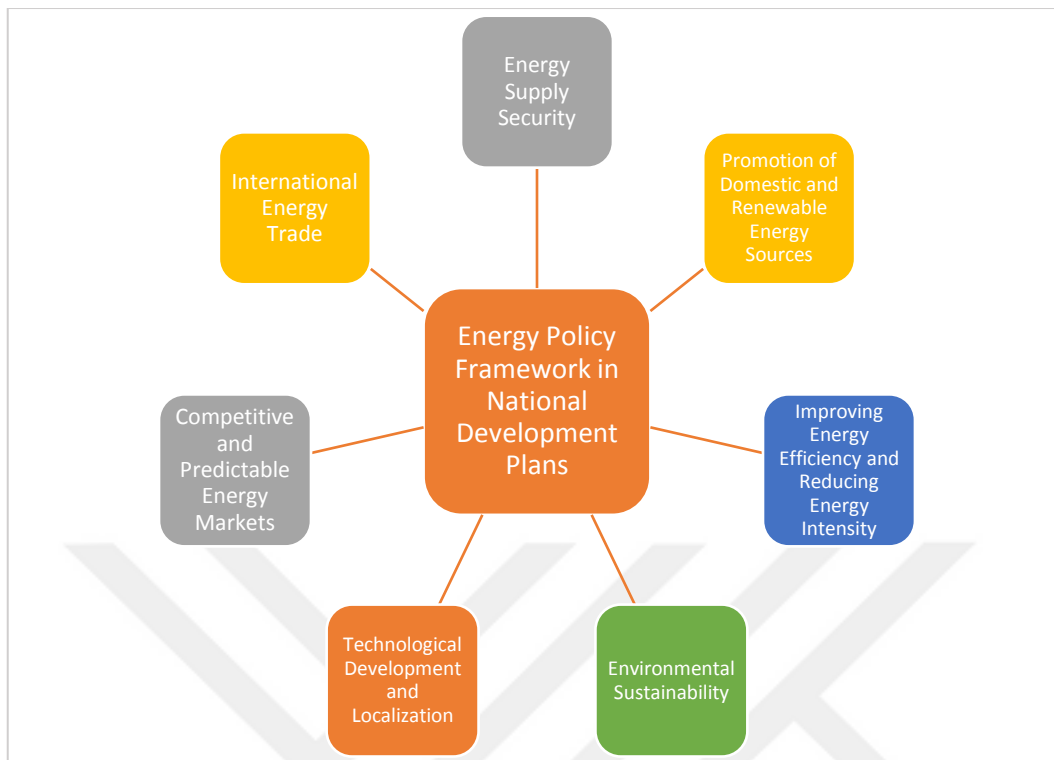 Energy
Supply
Security
Promotion of
Domestic and
Renewable
Energy
Sources
Improving
Energy
Efficiency and
Reducing
Energy
Intensity
Environmental
Sustainability
Technological
Development
and
Localization
Competitive
and
Predictable
Energy
Markets
International
Energy
Trade
Energy Policy
Framework in
National
Development
Plans